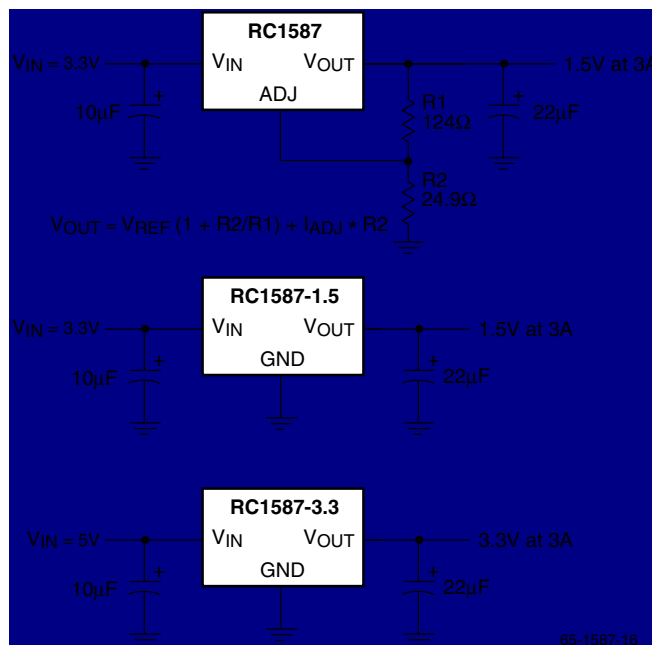 RC1587
VIN = 3.3V
VIN
VOUT
1.5V at 3A
ADJ
10µF
+
R1
124Ω
+
22µF
R2
24.9Ω
VOUT = VREF (1 + R2/R1) + IADJ * R2
RC1587-1.5
VIN = 3.3V
VIN
VOUT
1.5V at 3A
GND
10µF
+
+
22µF
RC1587-3.3
VIN = 5V
VIN
VOUT
3.3V at 3A
GND
10µF
+
+
22µF
65-1587-16